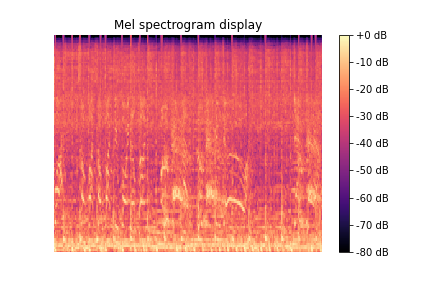 Mel spectrogram display
+0 dB
-10 dB
-20 dB
-30 dB
-40 dB
-50 dB
-60 dB
-70 dB
-80 dB